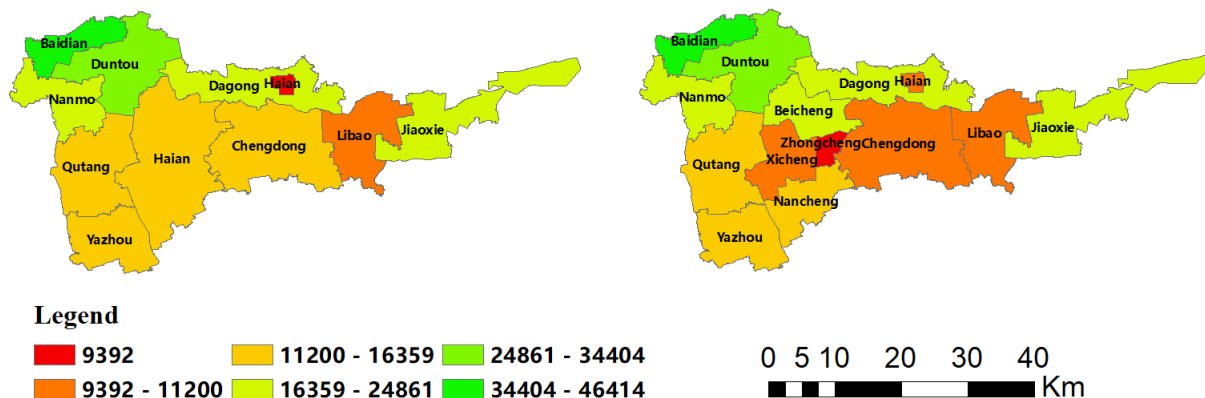 Baidian
Duntou
Nanmo
Dagong
Haian
Libao
Jiaoxie
Chengdong
Haian
Qutang
Yazhou
Baidian
Duntou
Nanmo
Dagong
Haian
Beicheng
Zhongcheng
Chengdong
Libao
Jiaoxie
Xicheng
Qutang
Nancheng
Yazhou
Legend
9392
11200 - 16359
24861 - 34404
9392 - 11200
16359 - 24861
34404 - 46414
0 5 10 20 30 40
Km